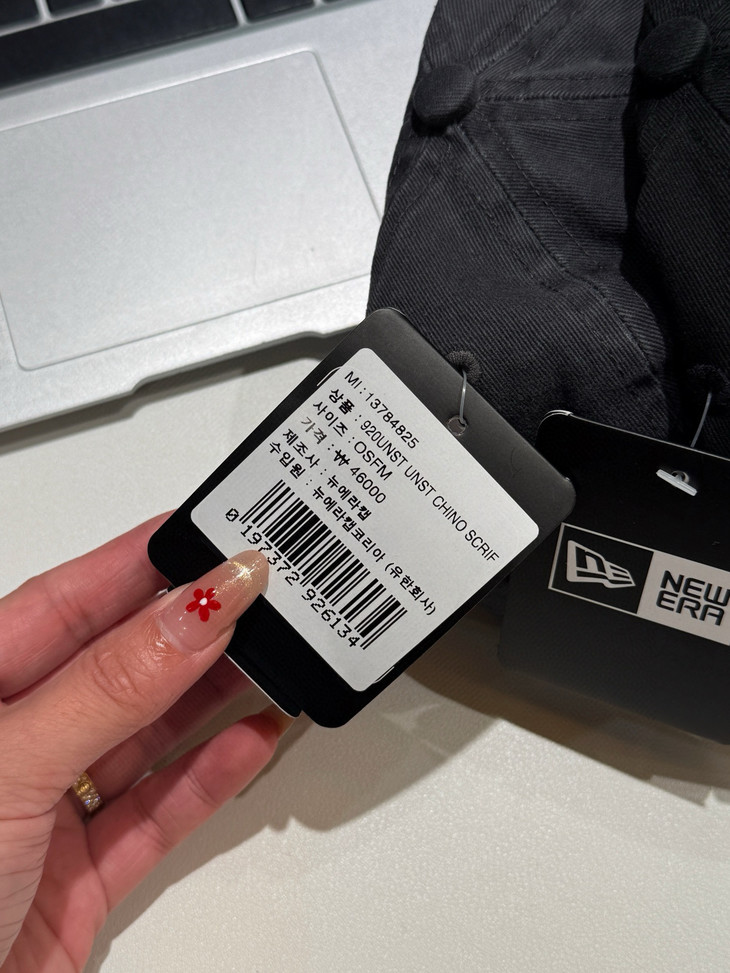 MI : 13784825
상품 : 920UNST UNST CHINO SCRIF
사이즈 : OSFM
가격 : ₩ 46000
제조사 : 뉴에라캡
수입원 : 뉴에라캡코리아 (유한회사)
0 197372 926134
NEW
ERA